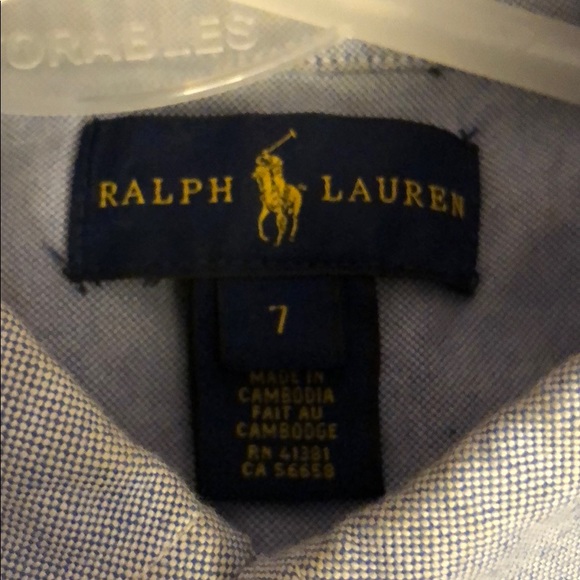 ORABLES
RALPH LAUREN
7
MADE IN
CAMBODIA
FAIT AU
CAMBODGE
RN 41381
CA 56658